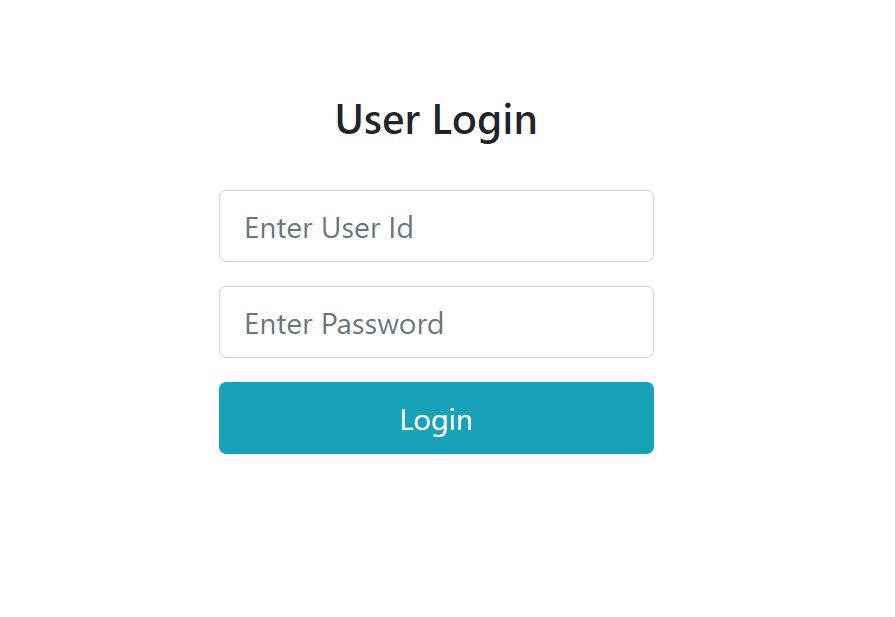 User Login
Enter User Id
Enter Password
Login